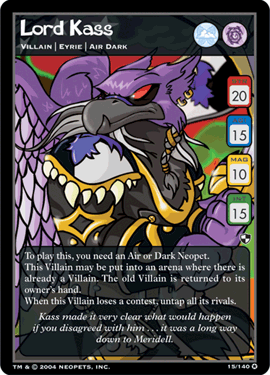 Lord Kass
VILLAIN | EYRIE | AIR DARK
20
15
MAG
10
INT
15
To play this, you need an Air or Dark Neopet.
This Villain may be put into an arena where there is
already a Villain. The old Villain is returned to its
owner's hand.
When this Villain loses a contest, untap all its rivals.
Kass made it very clear what would happen
if you disagreed with him . . . it was a long way
down to Meridell.
TM & © 2004 NEOPETS, INC.
15/140